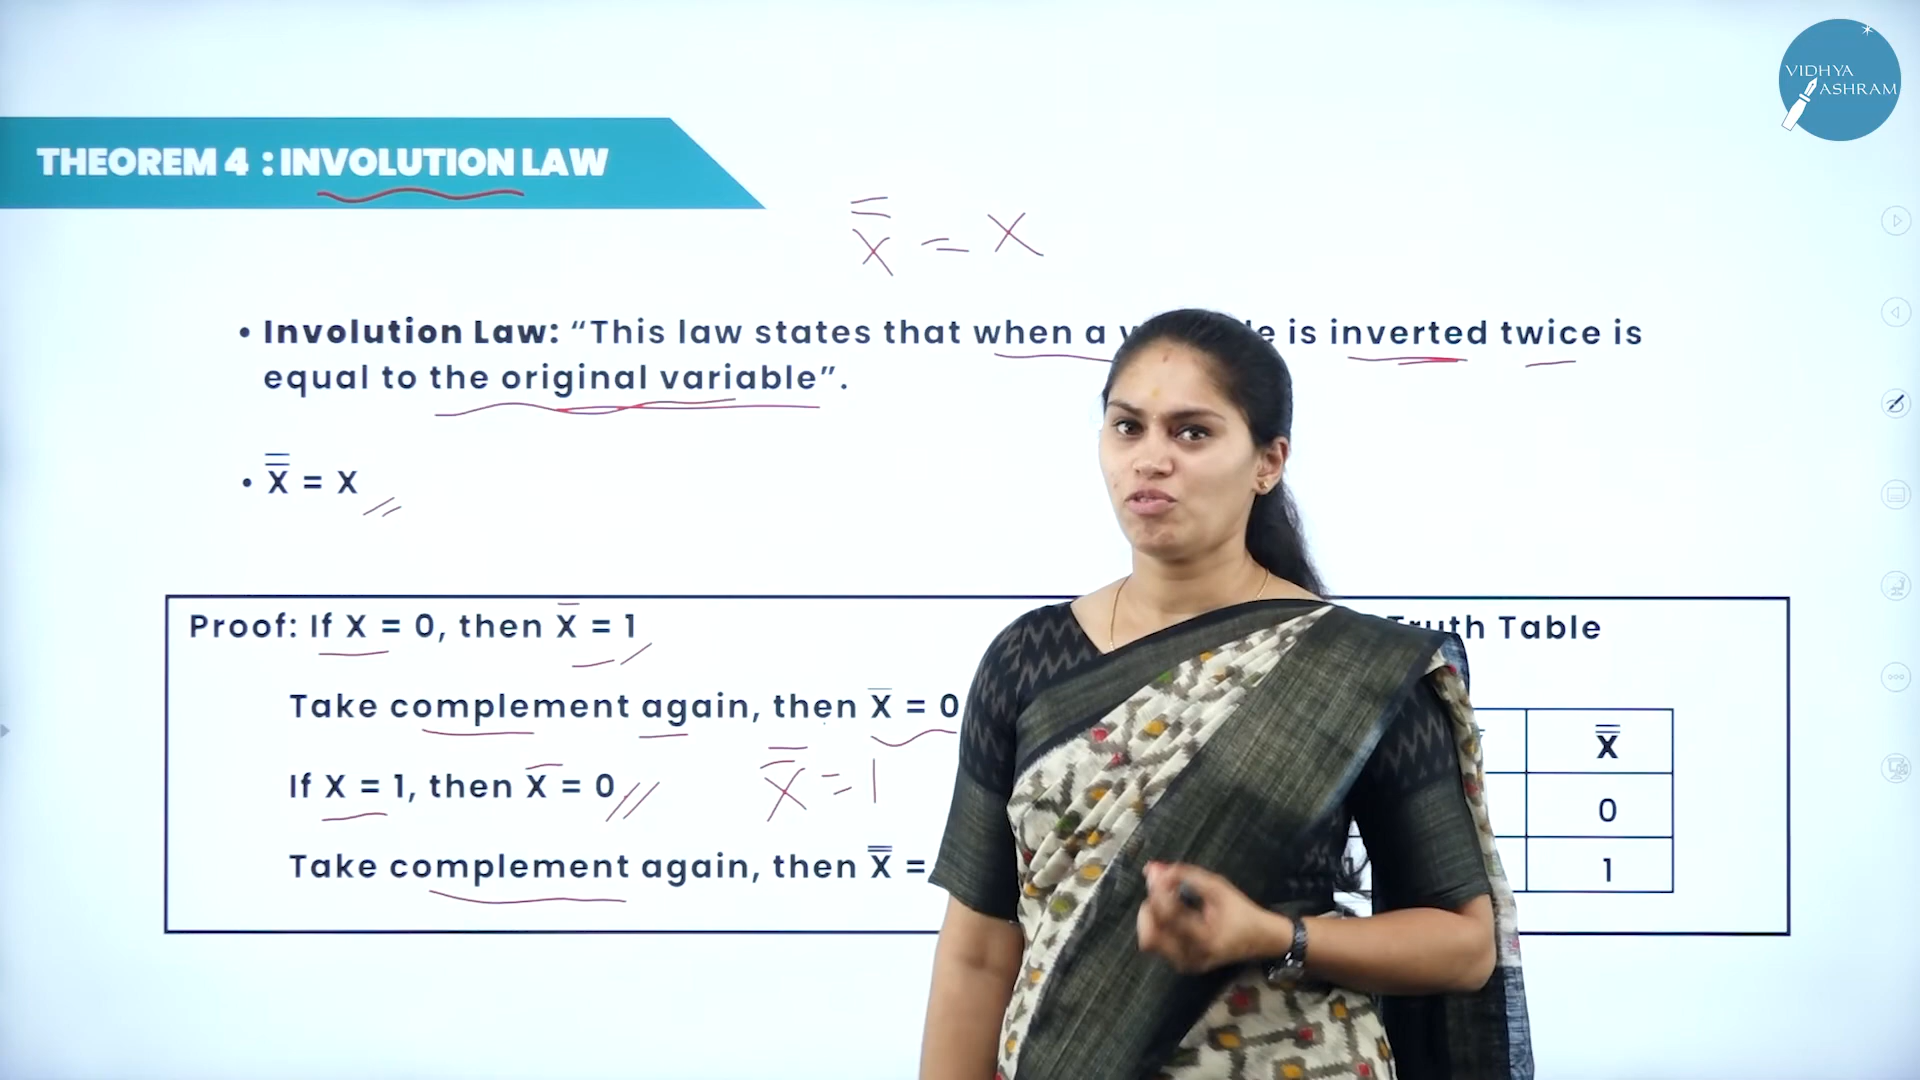 VIDHYA
ASHRAM
THEOREM 4 : INVOLUTION LAW
X̿ = X
• Involution Law: “This law states that when a is inverted twice is
equal to the original variable”.
• X̿ = X
Proof: If X = 0, then X̅ = 1
Truth Table
Take complement again, then X̅ = 0
X̿
If X = 1, then X̅ = 0
X̿ = 1
0
Take complement again, then X̿ =
1